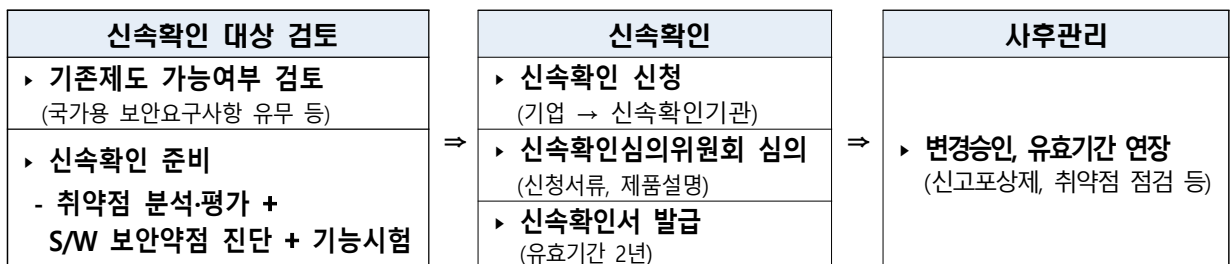 신속확인 대상 검토
▸ 기존제도 가능여부 검토
(국가용 보안요구사항 유무 등)
▸ 신속확인 준비
- 취약점 분석·평가 +
S/W 보안약점 진단 + 기능시험
⇒
신속확인
▸ 신속확인 신청
(기업 → 신속확인기관)
▸ 신속확인심의위원회 심의
(신청서류, 제품설명)
▸ 신속확인서 발급
(유효기간 2년)
⇒
사후관리
▸ 변경승인, 유효기간 연장
(신고포상제, 취약점 점검 등)